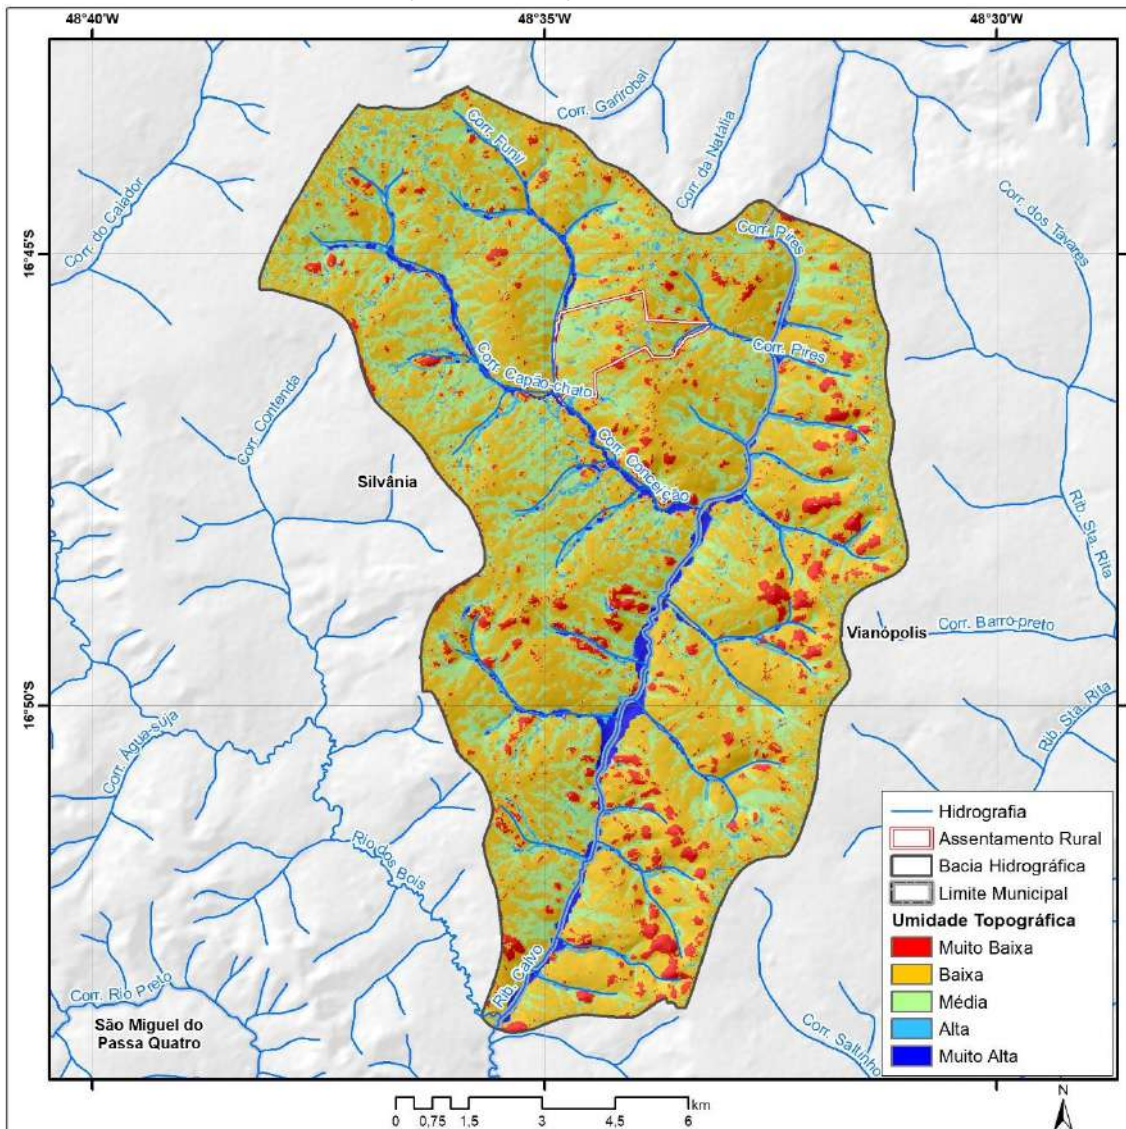 48°40'W
48°35'W
48°30'W
16°45'S
16°50'S
Corr. Garirobal
Corr. da Natália
Corr. Funil
Corr. do Caiador
Corr. dos Tavares
Corr. Pires
Corr. Pires
Corr. Capão-chato
Corr. Contenda
Corr. Conceição
Silvânia
Rib. Sta. Rita
Vianópolis
Corr. Barro-preto
Rib. Sta. Rita
Corr. Água-suja
Rio dos Bois
Rib. Calvo
Corr. Rio Preto
São Miguel do
Passa Quatro
Corr. Saltinho
Hidrografia
Assentamento Rural
Bacia Hidrográfica
Limite Municipal
Umidade Topográfica
Muito Baixa
Baixa
Média
Alta
Muito Alta
km
0 0,75 1,5 3 4,5 6
N